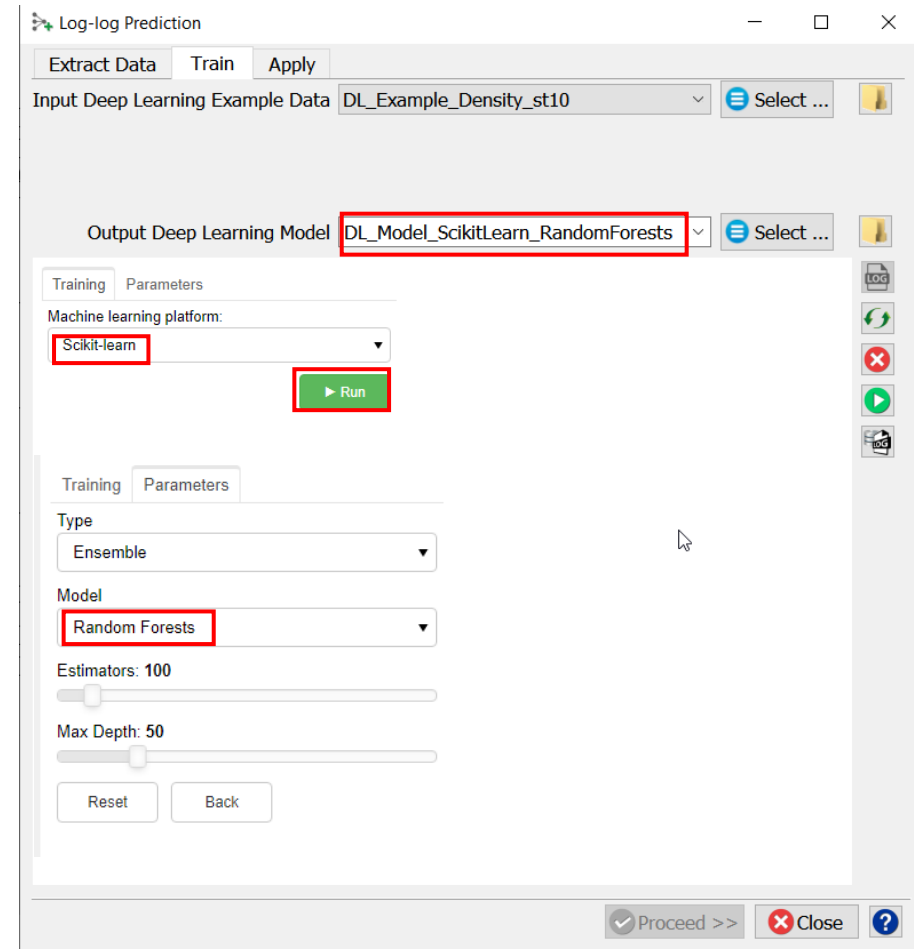 Log-log Prediction
Extract Data Train Apply
Input Deep Learning Example Data DL_Example_Density_st10 Select ...
Output Deep Learning Model DL_Model_ScikitLearn_RandomForests Select ...
Training Parameters
LOG
Machine learning platform:
Scikit-learn
Run
LOG
Training Parameters
Type
Ensemble
Model
Random Forests
Estimators: 100
Max Depth: 50
Reset Back
Proceed >> Close ?